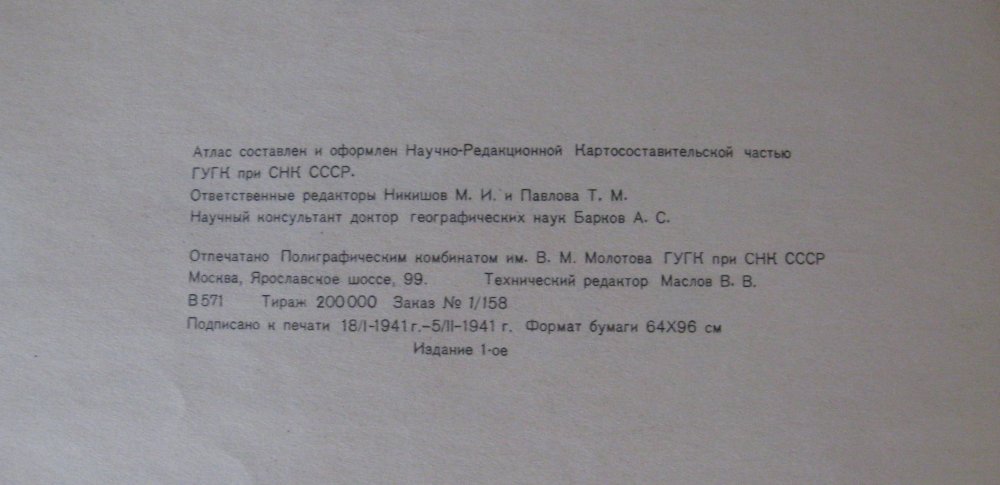 Атлас составлен и оформлен Научно-Редакционной Картосоставительской частью
ГУГК при СНК СССР.
Ответственные редакторы Никишов М. И. и Павлова Т. М.
Научный консультант доктор географических наук Барков А. С.
Отпечатано Полиграфическим комбинатом им. В. М. Молотова ГУГК при СНК СССР
Москва, Ярославское шоссе, 99. Технический редактор Маслов В. В.
В 571 Тираж 200 000 Заказ № 1/158
Подписано к печати 18/I-1941 г.–5/II-1941 г. Формат бумаги 64X96 см
Издание 1-ое